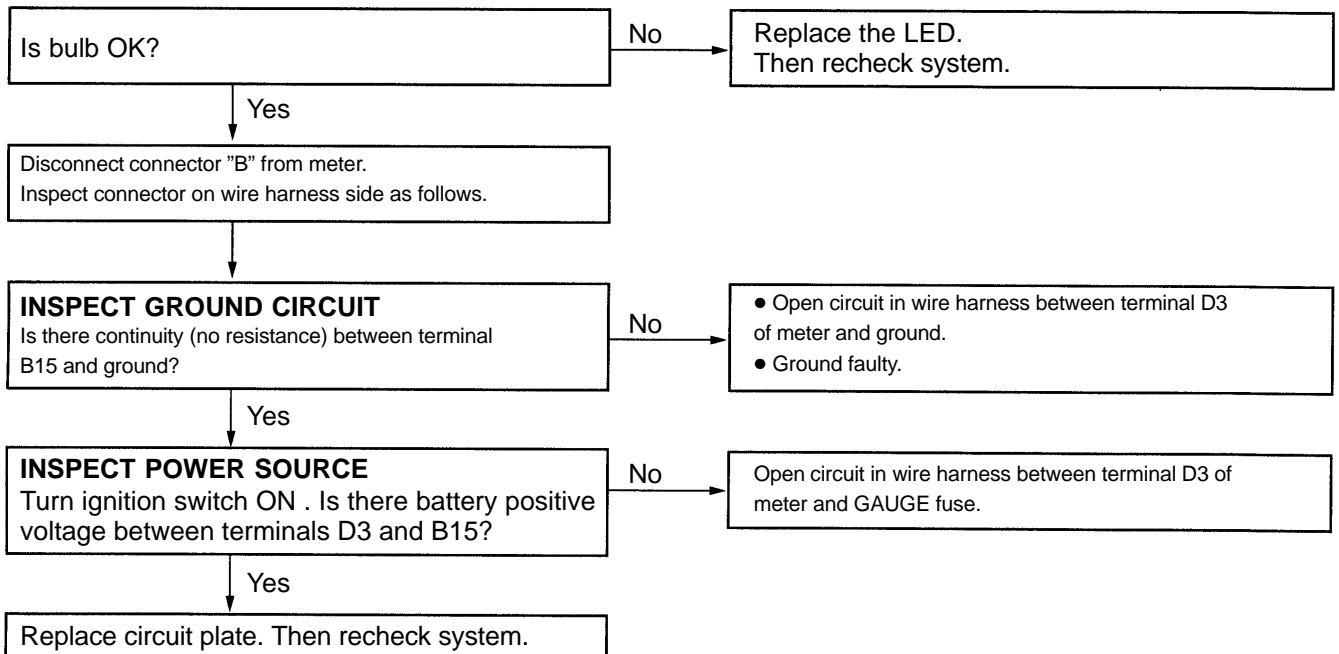 Is bulb OK?
No
Replace the LED.
Then recheck system.
Yes
Disconnect connector ”B” from meter.
Inspect connector on wire harness side as follows.
INSPECT GROUND CIRCUIT
Is there continuity (no resistance) between terminal
B15 and ground?
No
● Open circuit in wire harness between terminal D3
of meter and ground.
● Ground faulty.
Yes
INSPECT POWER SOURCE
Turn ignition switch ON . Is there battery positive
voltage between terminals D3 and B15?
No
Open circuit in wire harness between terminal D3 of
meter and GAUGE fuse.
Yes
Replace circuit plate. Then recheck system.